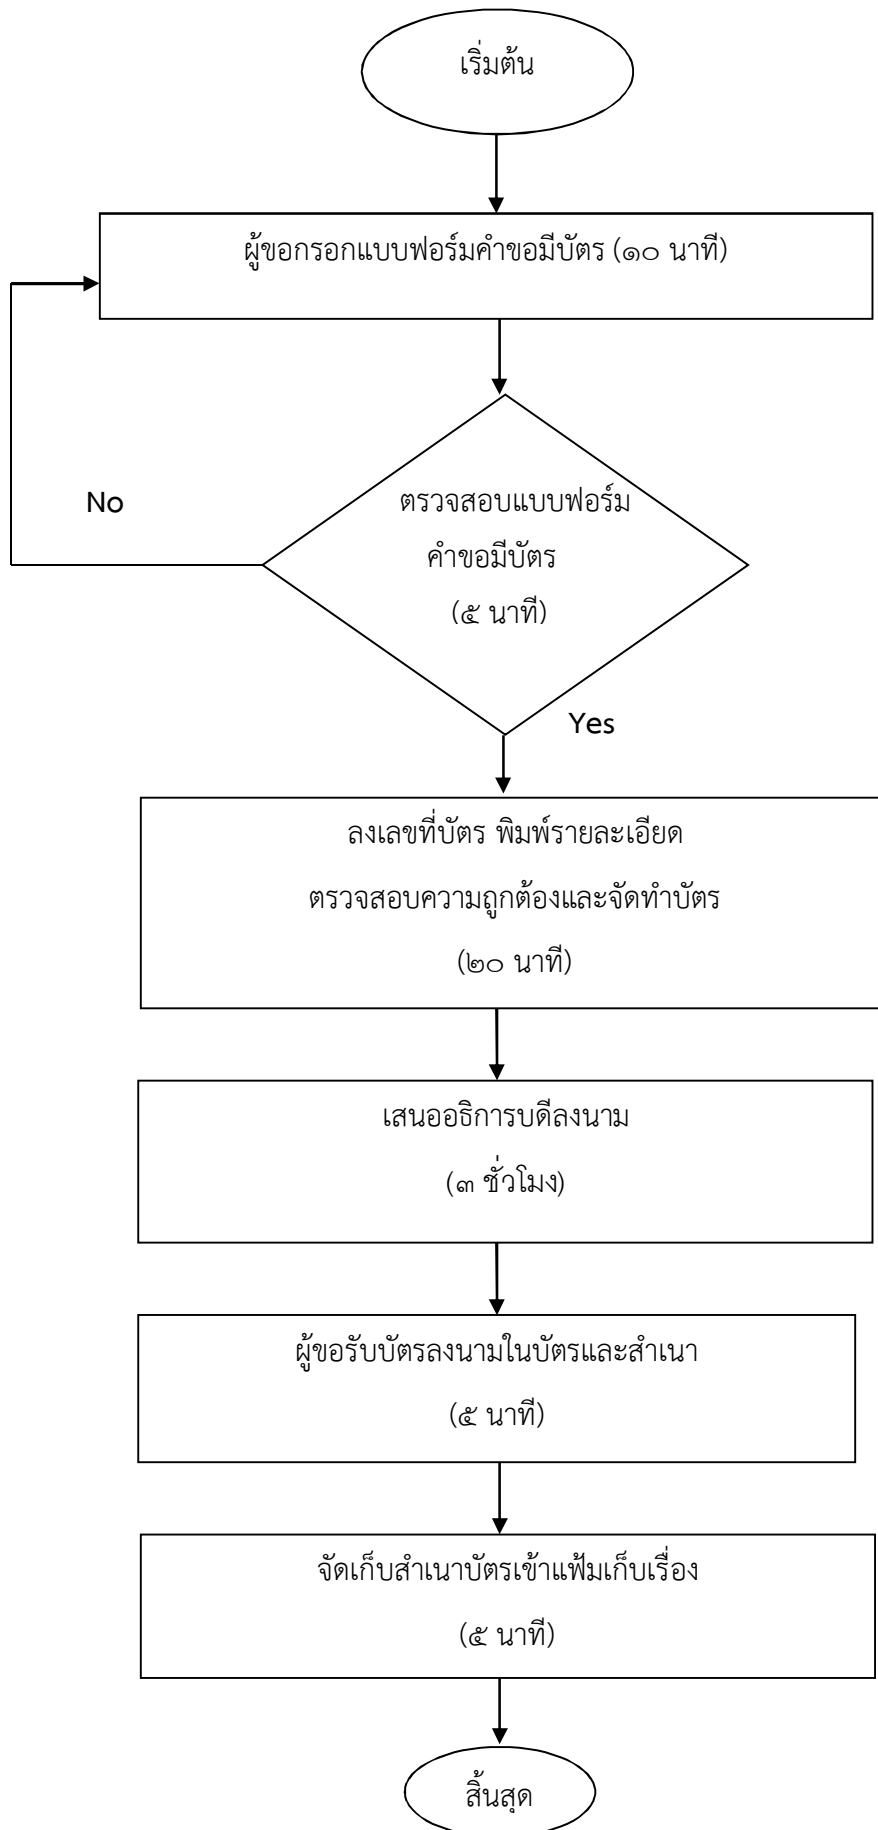 เริ่มต้น
ผู้ขอกรอกแบบฟอร์มคำขอมีบัตร (๑๐ นาที)
ตรวจสอบแบบฟอร์ม
คำขอมีบัตร
(๕ นาที)
No
Yes
ลงเลขที่บัตร พิมพ์รายละเอียด
ตรวจสอบความถูกต้องและจัดทำบัตร
(๒๐ นาที)
เสนออธิการบดีลงนาม
(๓ ชั่วโมง)
ผู้ขอรับบัตรลงนามในบัตรและสำเนา
(๕ นาที)
จัดเก็บสำเนาบัตรเข้าแฟ้มเก็บเรื่อง
(๕ นาที)
สิ้นสุด